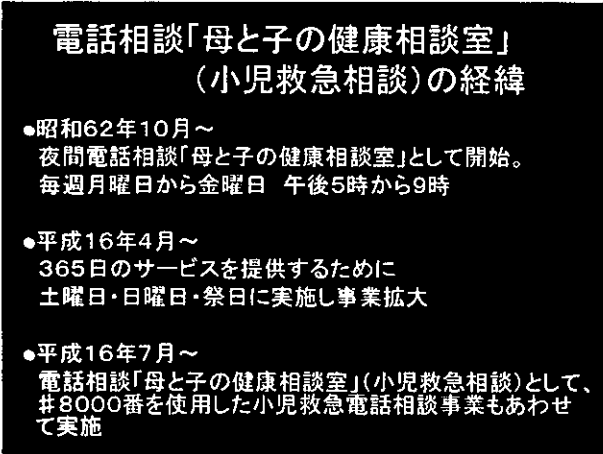 電話相談「母と子の健康相談室」
（小児救急相談）の経緯
●昭和62年10月～
夜間電話相談「母と子の健康相談室」として開始。
毎週月曜日から金曜日 午後5時から9時
●平成16年4月～
365日のサービスを提供するために
土曜日・日曜日・祭日に実施し事業拡大
●平成16年7月～
電話相談「母と子の健康相談室」（小児救急相談）として、
＃8000番を使用した小児救急電話相談事業もあわせ
て実施